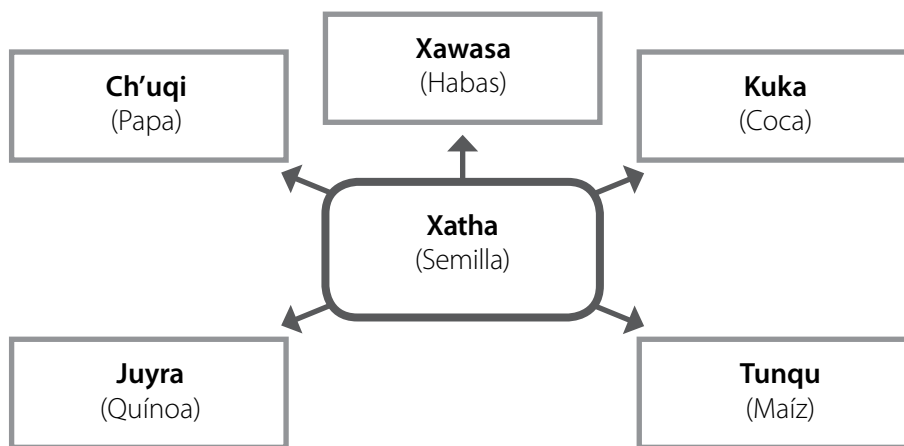 Xawasa
(Habas)
Ch’uqi
(Papa)
Kuka
(Coca)
Xatha
(Semilla)
Juyra
(Quínoa)
Tunqu
(Maíz)